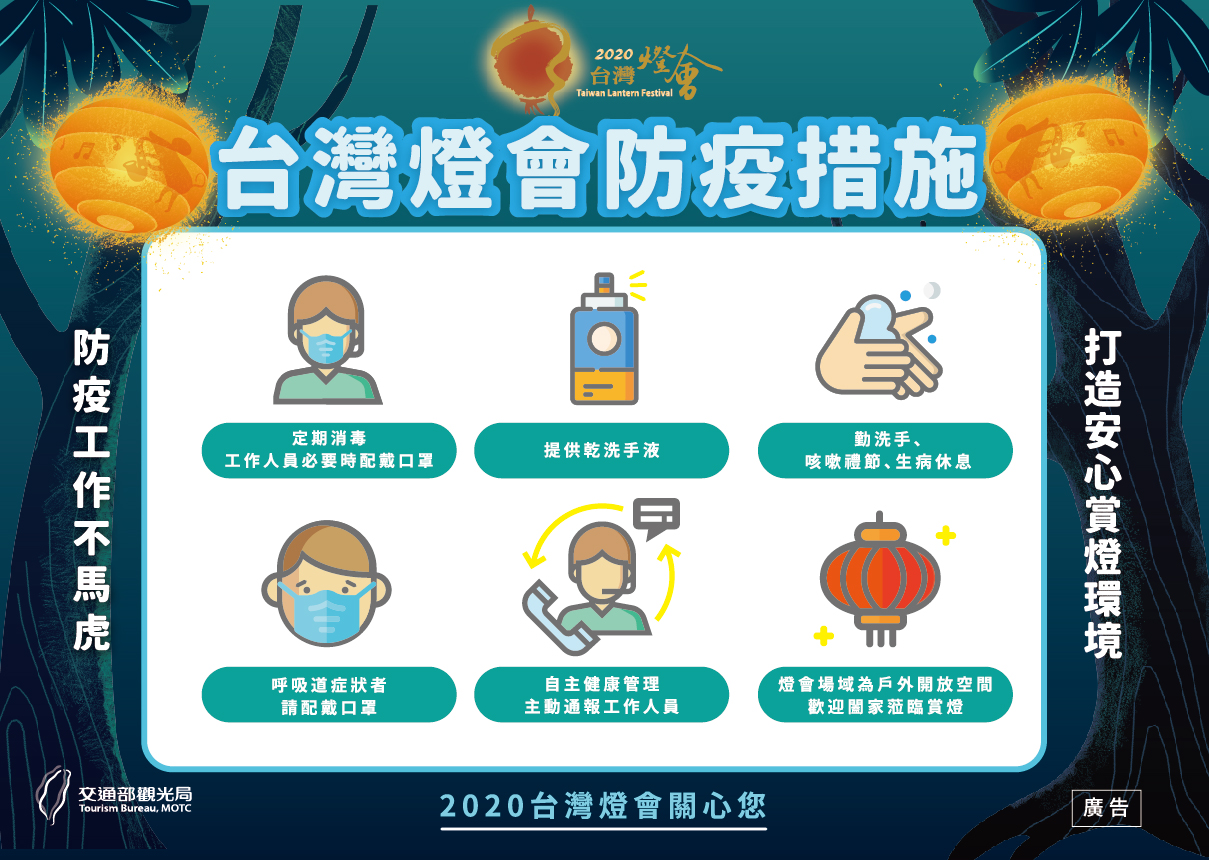 2020
台灣燈會
Taiwan Lantern Festival
台灣燈會防疫措施
防疫工作不馬虎
打造安心賞燈環境
定期消毒
工作人員必要時配戴口罩
提供乾洗手液
勤洗手、
咳嗽禮節、生病休息
呼吸道症狀者
請配戴口罩
自主健康管理
主動通報工作人員
燈會場域為戶外開放空間
歡迎闔家蒞臨賞燈
交通部觀光局
Tourism Bureau, MOTC
2020台灣燈會關心您
廣告